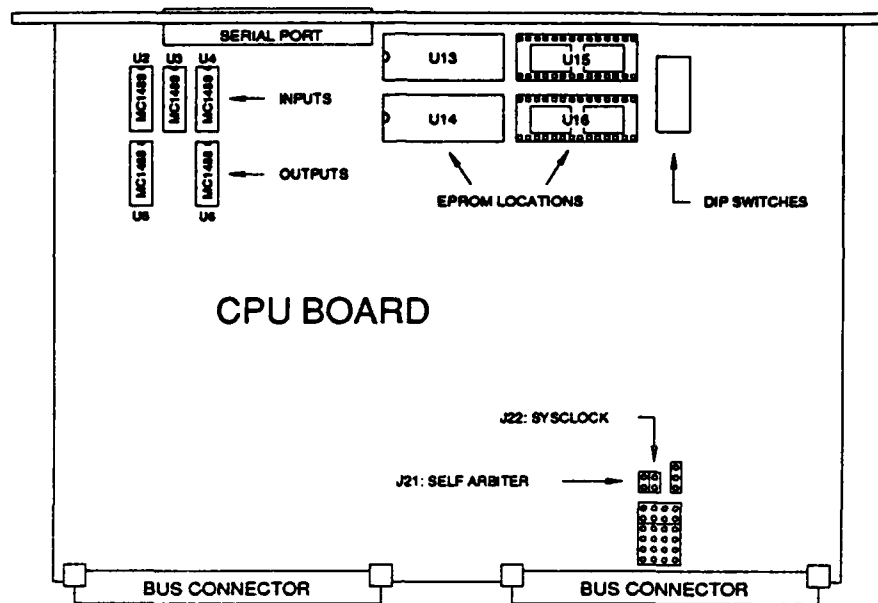 SERIAL PORT
U2 U3 U4
MC1489 MC1489 MC1489
INPUTS
MC1488 MC1488
OUTPUTS
U5 U6
U13
U15
U14
U16
EPROM LOCATIONS
DIP SWITCHES
CPU BOARD
J22: SYSCLOCK
J21: SELF ARBITER
BUS CONNECTOR
BUS CONNECTOR